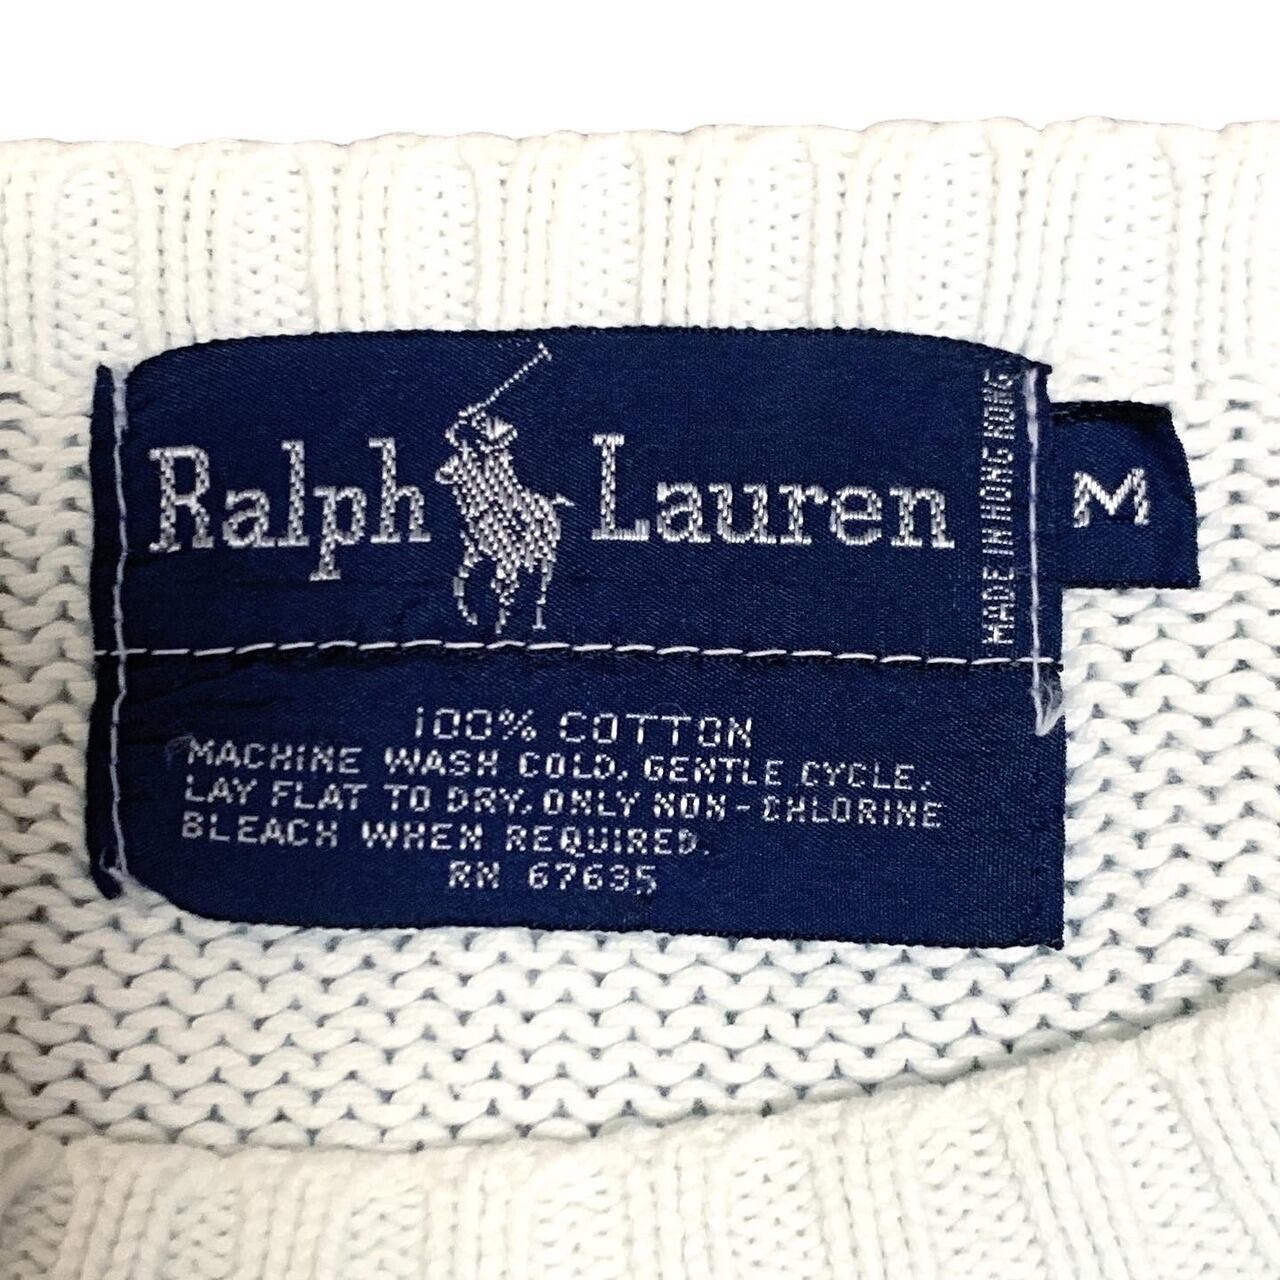 Ralph Lauren
MADE IN HONG KONG
M
100% COTTON
MACHINE WASH COLD, GENTLE CYCLE,
LAY FLAT TO DRY. ONLY NON-CHLORINE
BLEACH WHEN REQUIRED.
RN 67635